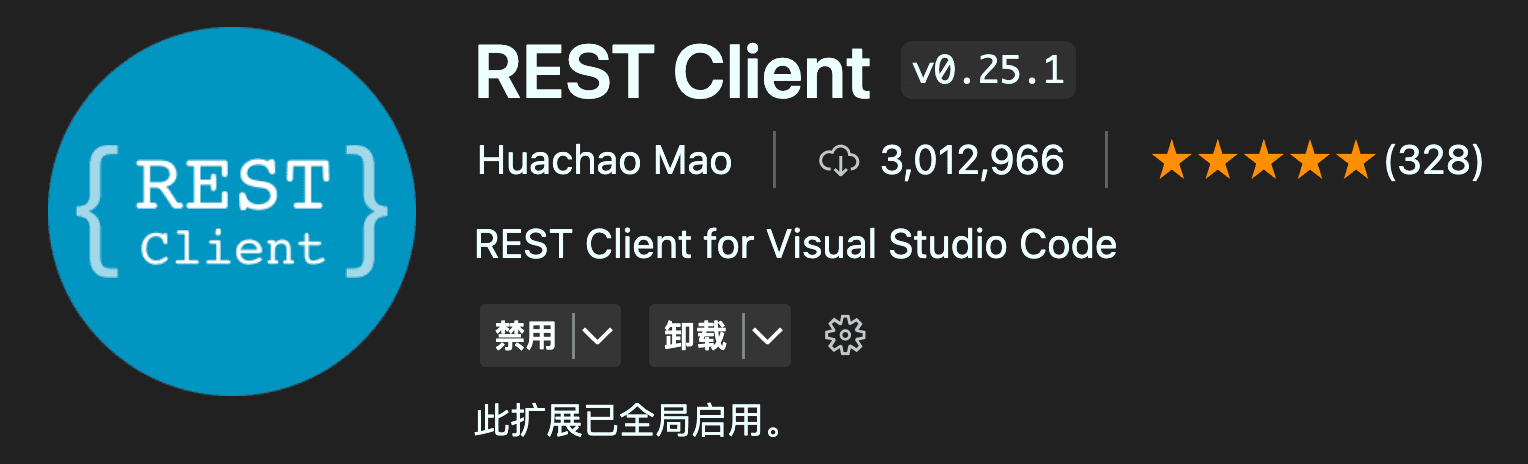 { REST
Client }
REST Client v0.25.1
Huachao Mao 3,012,966 ★★★★★(328)
REST Client for Visual Studio Code
禁用 卸载
此扩展已全局启用。